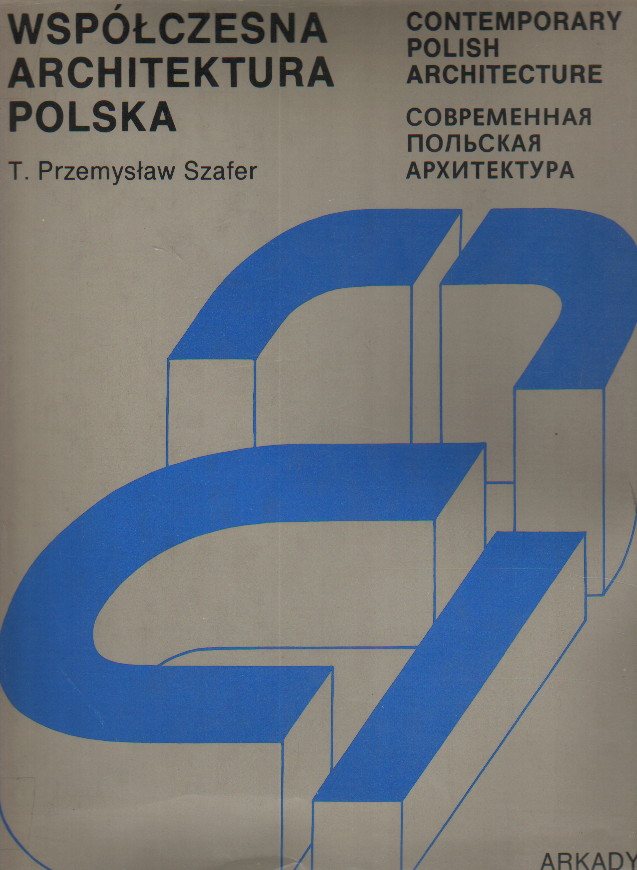 WSPÓŁCZESNA
ARCHITEKTURA
POLSKA
T. Przemysław Szafer
CONTEMPORARY
POLISH
ARCHITECTURE
СОВРЕМЕННАЯ
ПОЛЬСКАЯ
АРХИТЕКТУРА
ARKADY